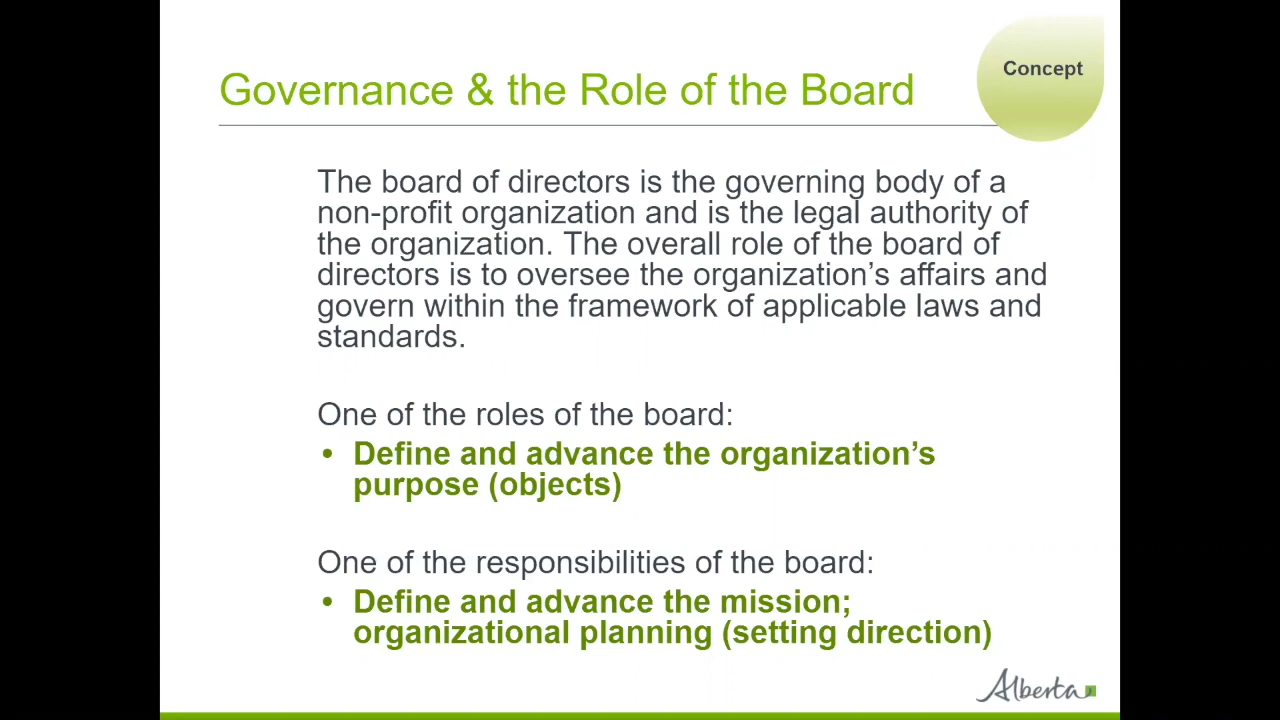 Concept
Governance & the Role of the Board
The board of directors is the governing body of a
non-profit organization and is the legal authority of
the organization. The overall role of the board of
directors is to oversee the organization’s affairs and
govern within the framework of applicable laws and
standards.
One of the roles of the board:
• Define and advance the organization’s
purpose (objects)
One of the responsibilities of the board:
• Define and advance the mission;
organizational planning (setting direction)
Alberta